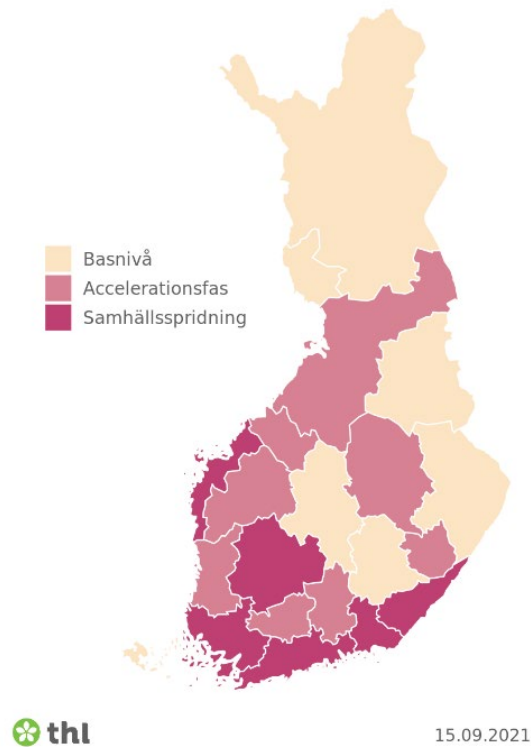 Basnivå
Accelerationsfas
Samhällsspridning
thl
15.09.2021